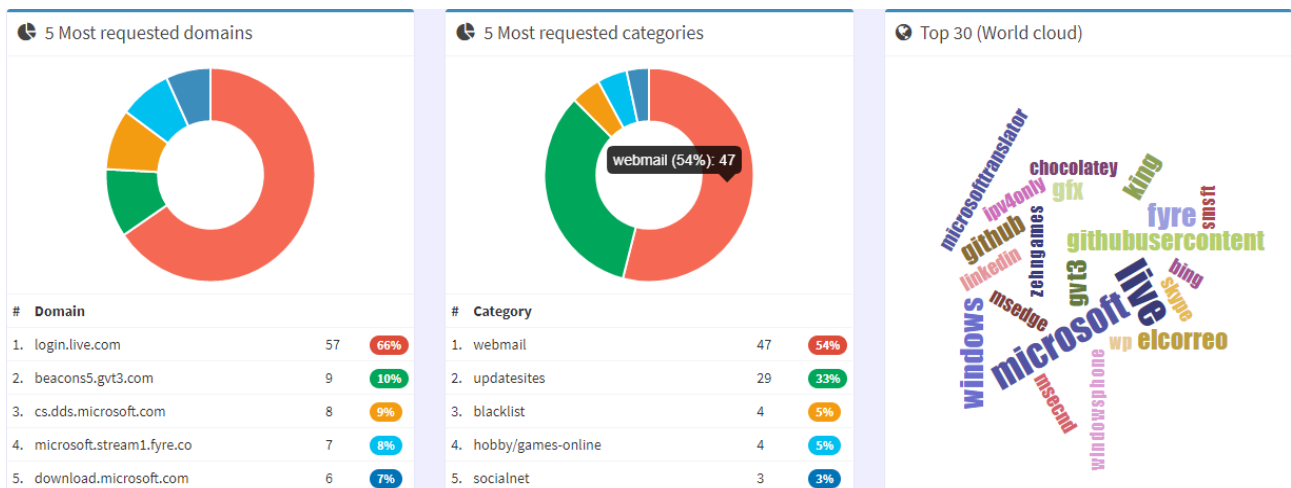 5 Most requested domains
# Domain
1. login.live.com 57 66%
2. beacons5.gvt3.com 9 10%
3. cs.dds.microsoft.com 8 9%
4. microsoft.stream1.fyre.co 7 8%
5. download.microsoft.com 6 7%
5 Most requested categories
webmail (54%): 47
# Category
1. webmail 47 54%
2. updatesites 29 33%
3. blacklist 4 5%
4. hobby/games-online 4 5%
5. socialnet 3 3%
Top 30 (World cloud)
microsofttranslator
chocolatey
king
ipv4only
gfx
smsft
fyre
github
githubusercontent
zehngames
linkedin
gvt3
live
bing
skype
msedge
windows
microsoft
wp
elcorreo
msecnd
windowsphone